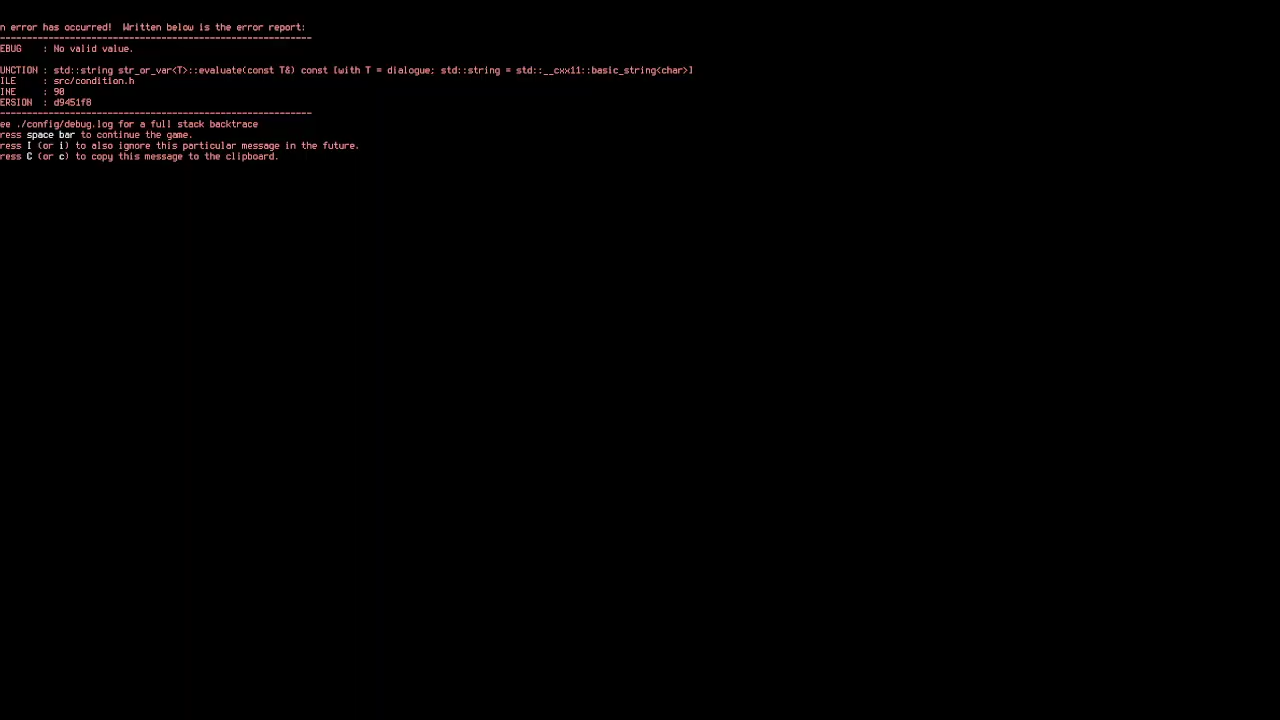 n error has occurred!  Written below is the error report:
----------------------------------------------------------
EBUG    : No valid value.
UNCTION : std::string str_or_var<T>::evaluate(const T&) const [with T = dialogue; std::string = std::__cxx11::basic_string<char>]
ILE     : src/condition.h
INE     : 90
ERSION  : d9451f8
----------------------------------------------------------
ee ./config/debug.log for a full stack backtrace
ress space bar to continue the game.
ress I (or i) to also ignore this particular message in the future.
ress C (or c) to copy this message to the clipboard.